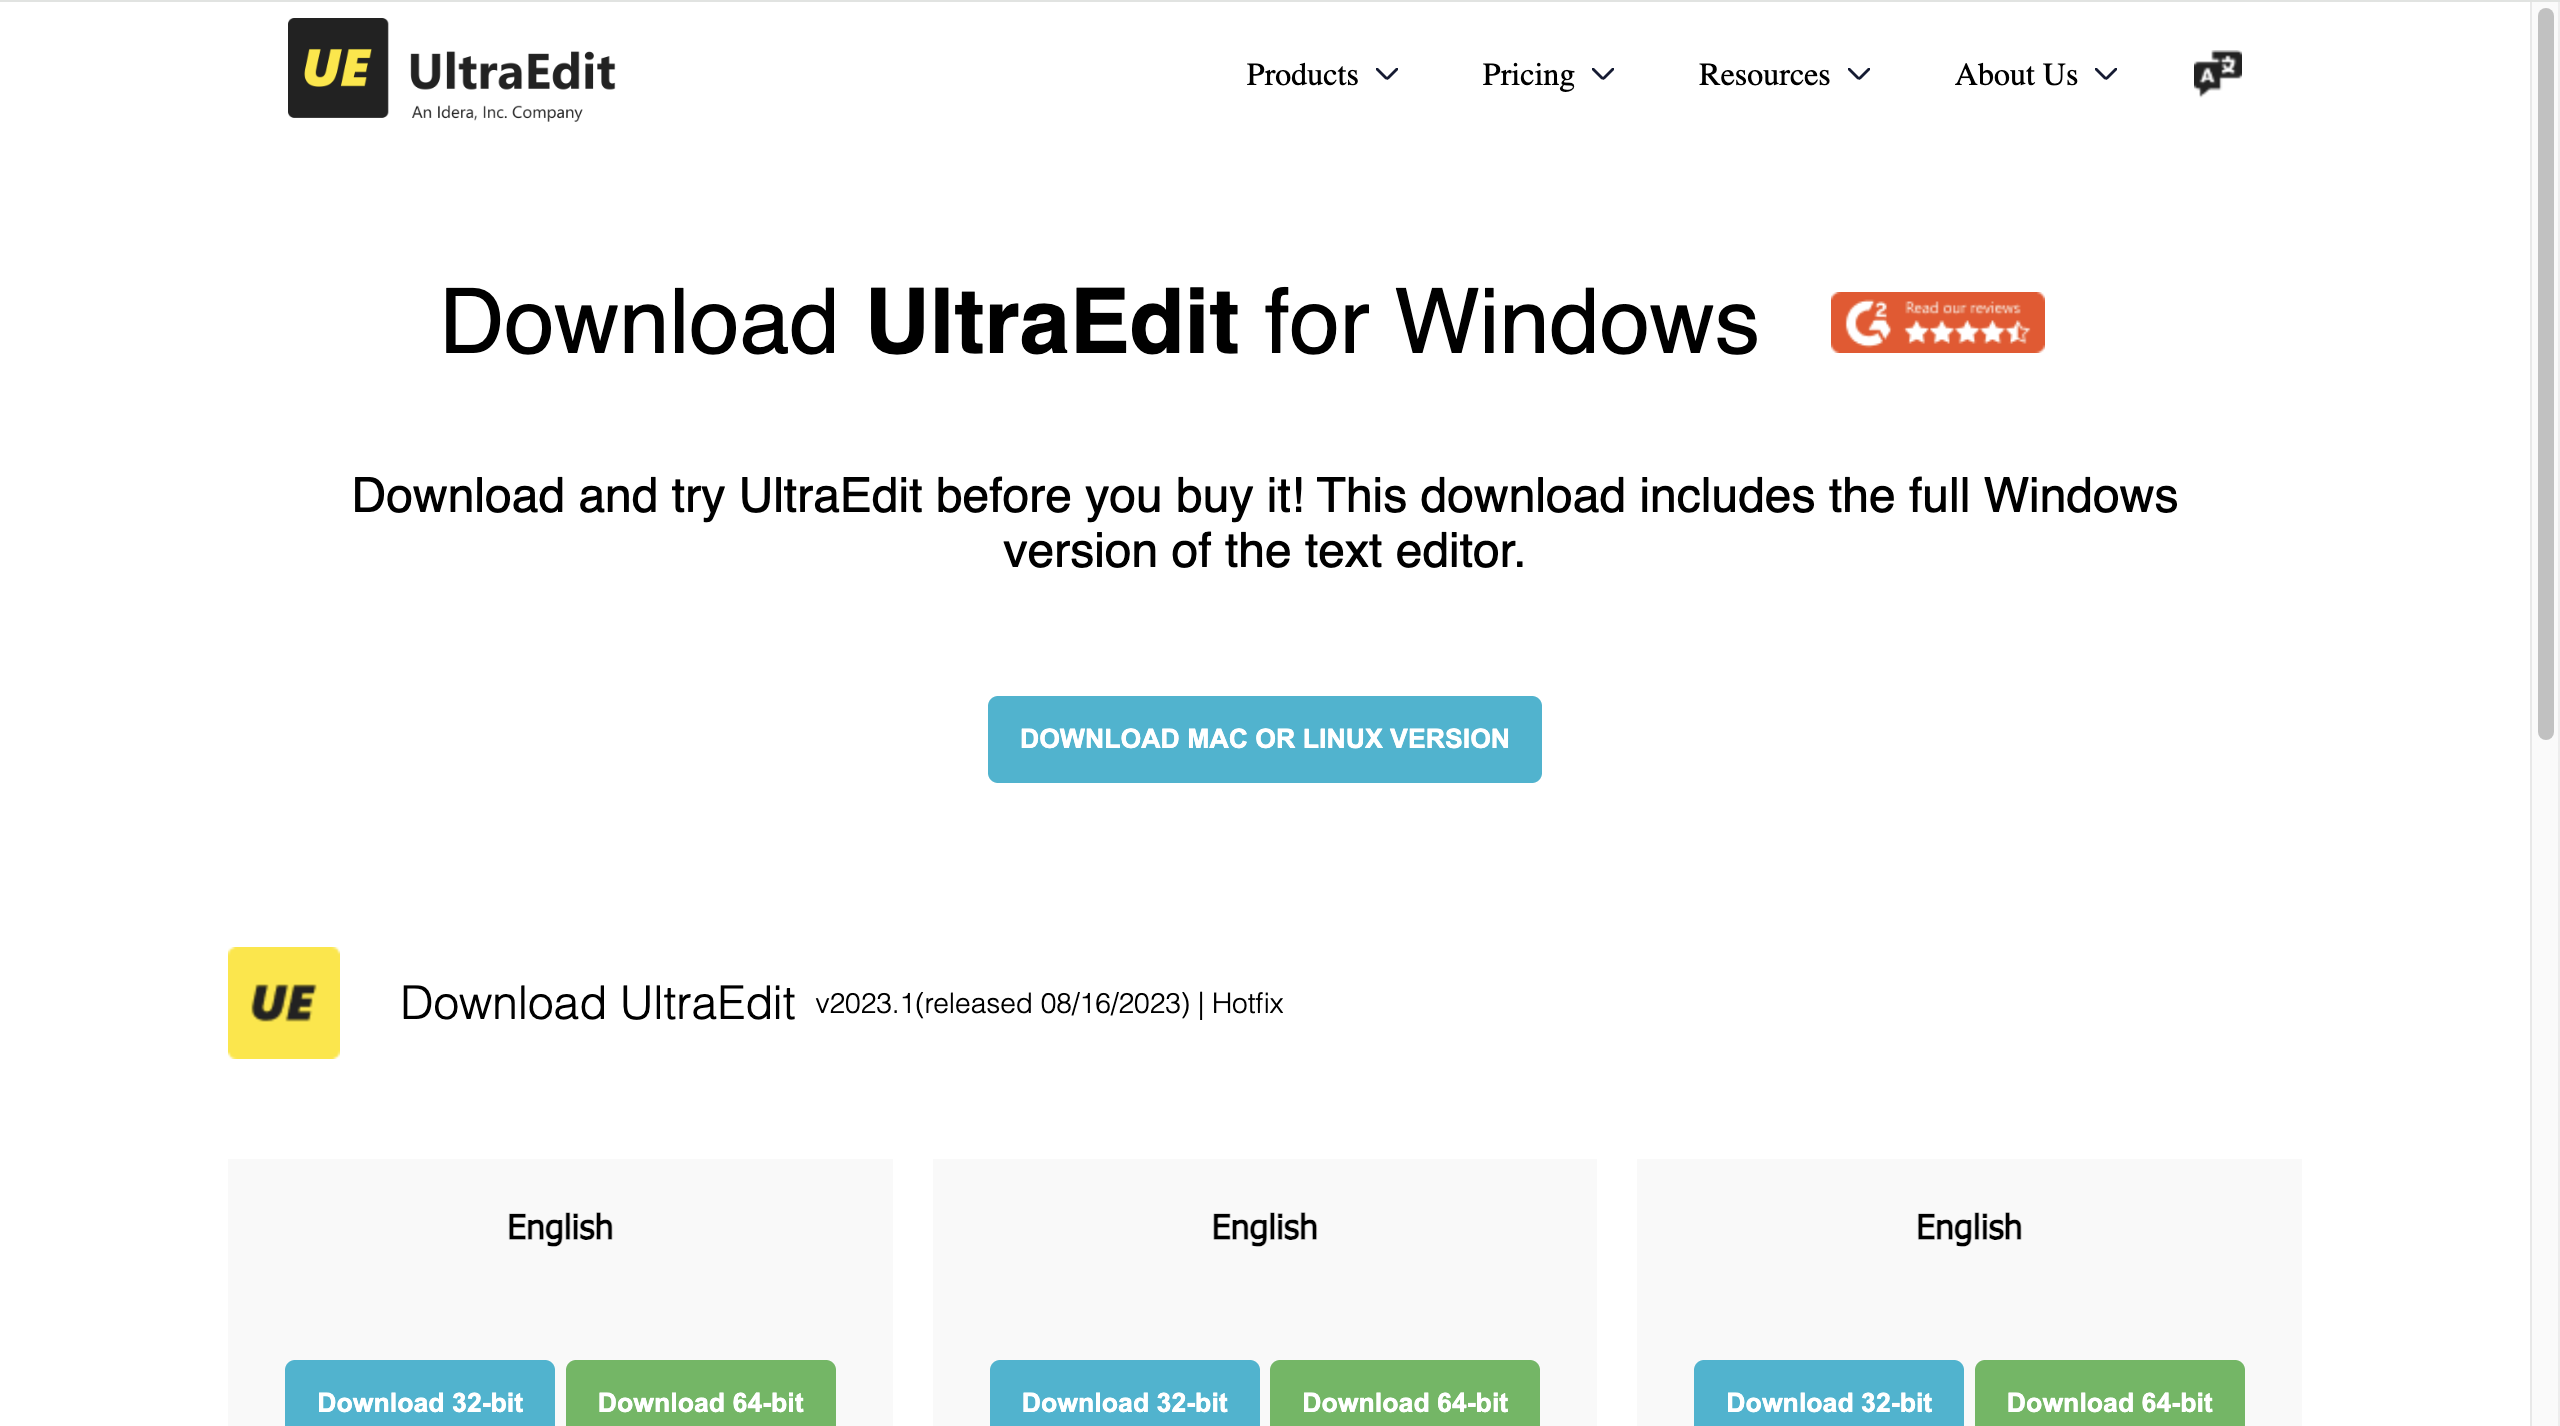 UE UltraEdit
An Idera, Inc. Company
Products Pricing Resources About Us
Download UltraEdit for Windows
Read our reviews
Download and try UltraEdit before you buy it! This download includes the full Windows
version of the text editor.
DOWNLOAD MAC OR LINUX VERSION
UE
Download UltraEdit v2023.1(released 08/16/2023) | Hotfix
English
Download 32-bit Download 64-bit
English
Download 32-bit Download 64-bit
English
Download 32-bit Download 64-bit